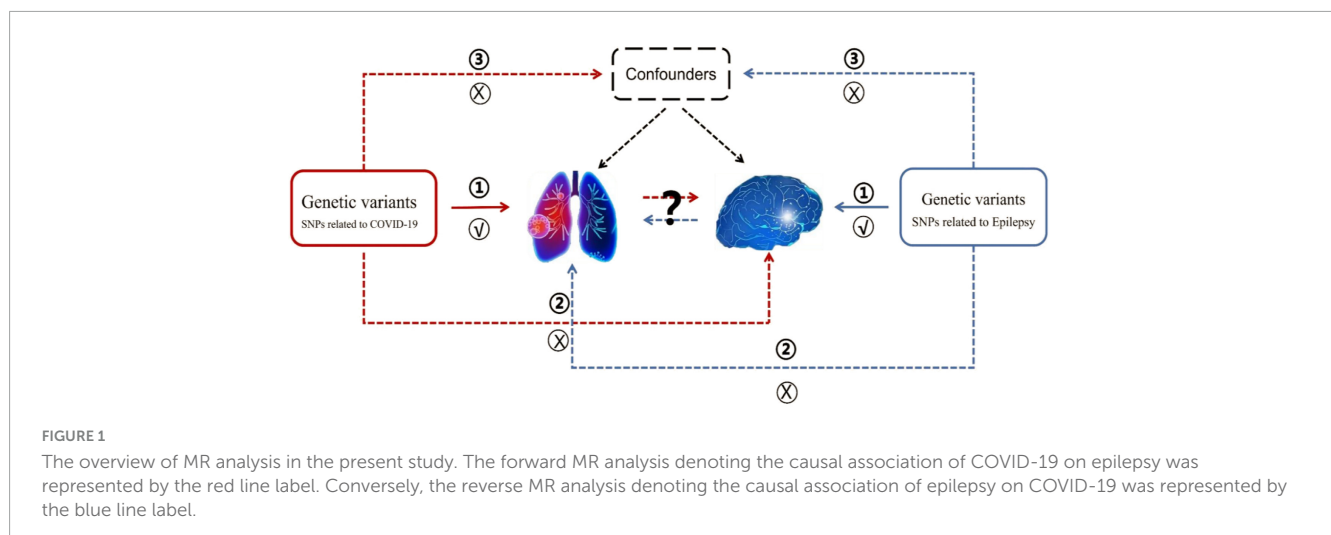 ③
Confounders
③
Ⓧ
Ⓧ
Genetic variants
SNPs related to COVID-19
①
√
?
①
√
Genetic variants
SNPs related to Epilepsy
②
Ⓧ
②
Ⓧ
FIGURE 1
The overview of MR analysis in the present study. The forward MR analysis denoting the causal association of COVID-19 on epilepsy was
represented by the red line label. Conversely, the reverse MR analysis denoting the causal association of epilepsy on COVID-19 was represented by
the blue line label.